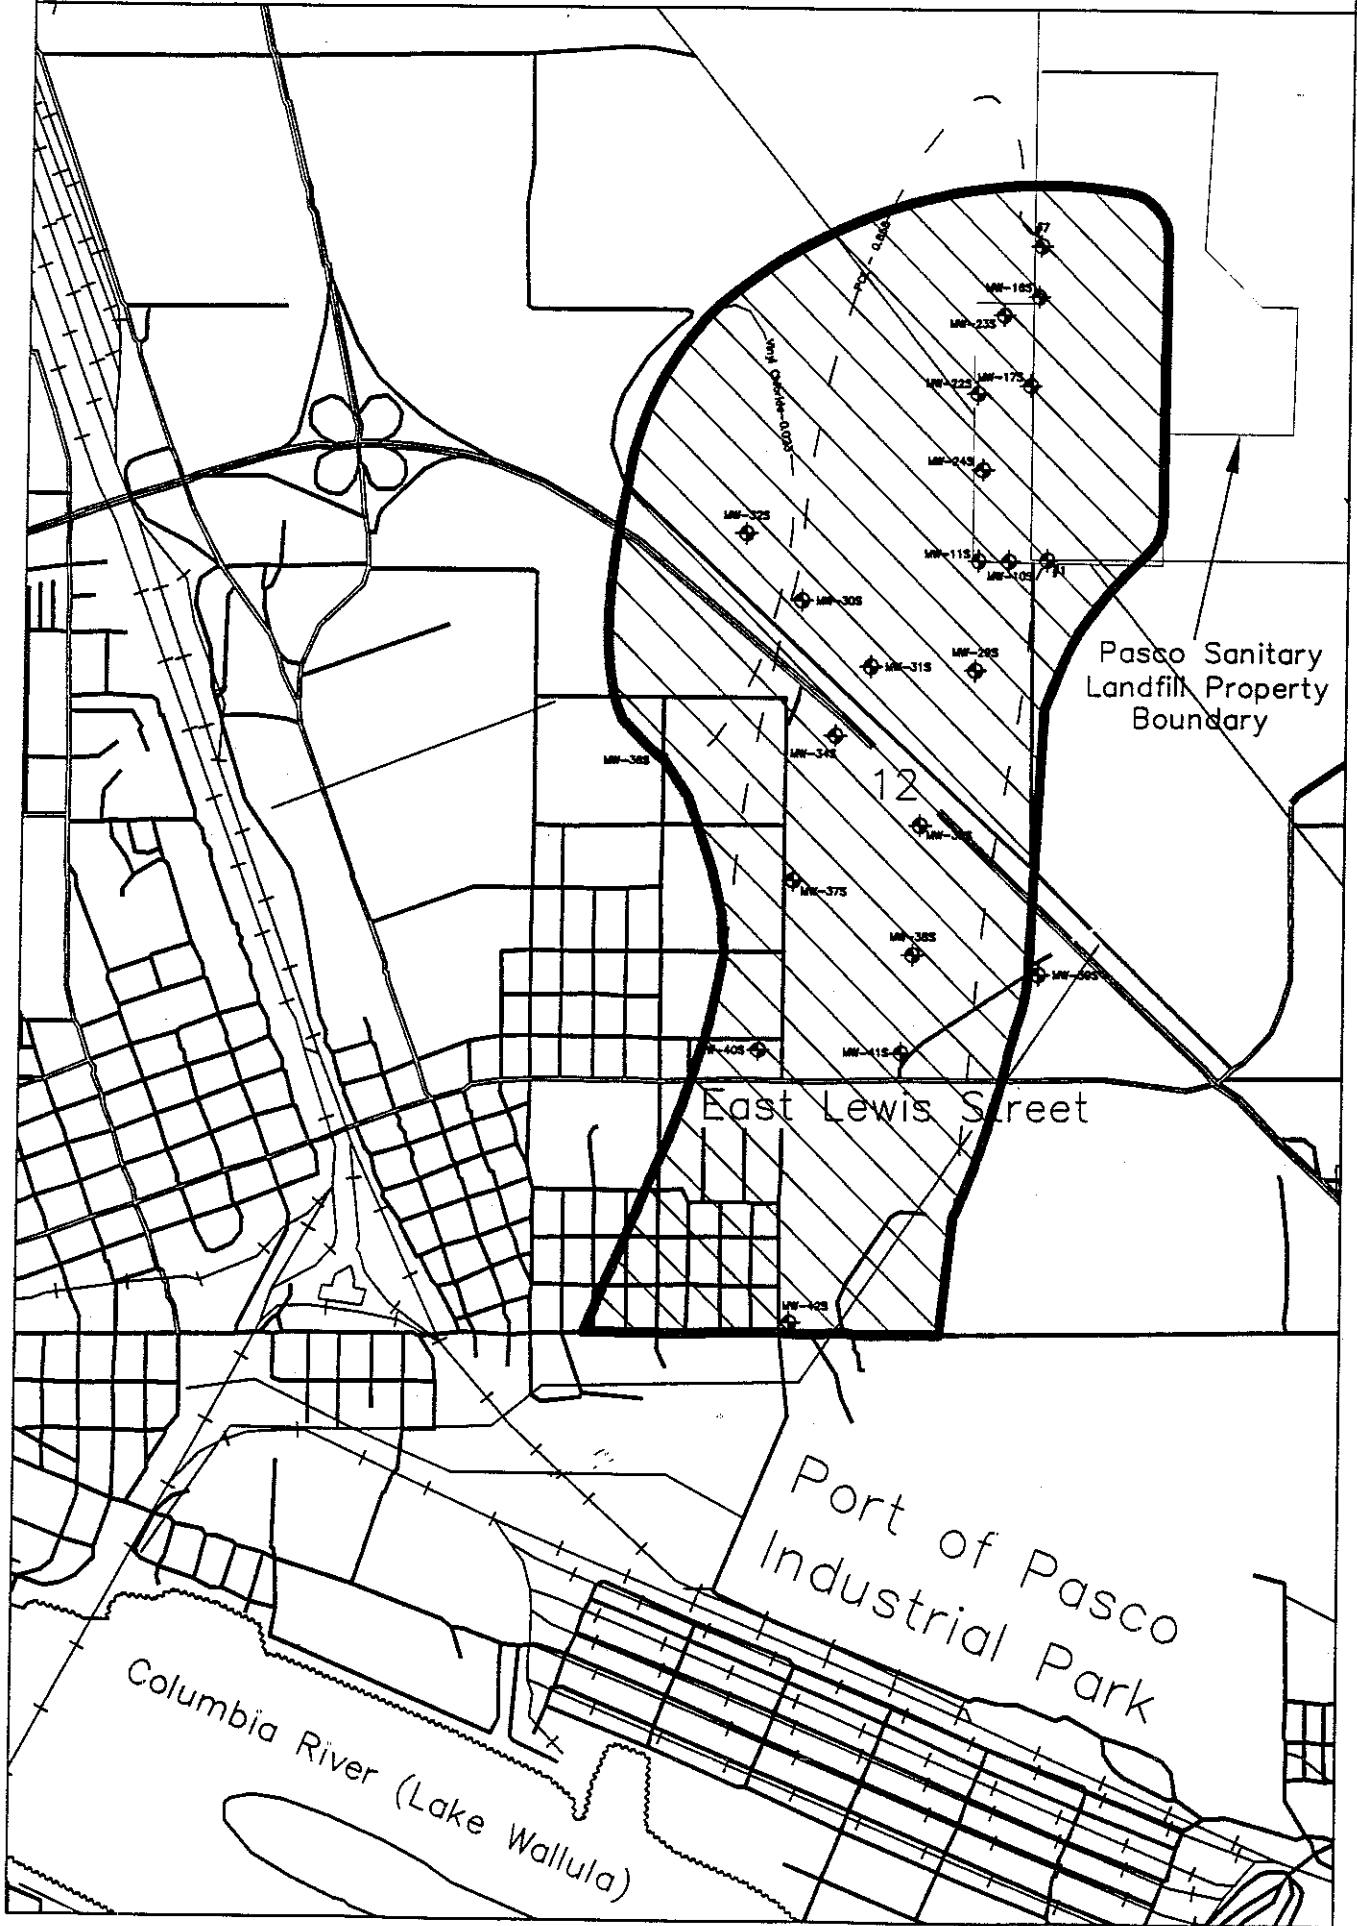 MW-16S
MW-23S
MW-22S
MW-17S
MW-24S
MW-32S
MW-11S
MW-10S
MW-30S
MW-29S
MW-31S
Pasco Sanitary
Landfill Property
Boundary
MW-34S
12
MW-37S
MW-38S
MW-39S
MW-41S
East Lewis Street
MW-42S
Port of Pasco
Industrial Park
Columbia River (Lake Wallula)